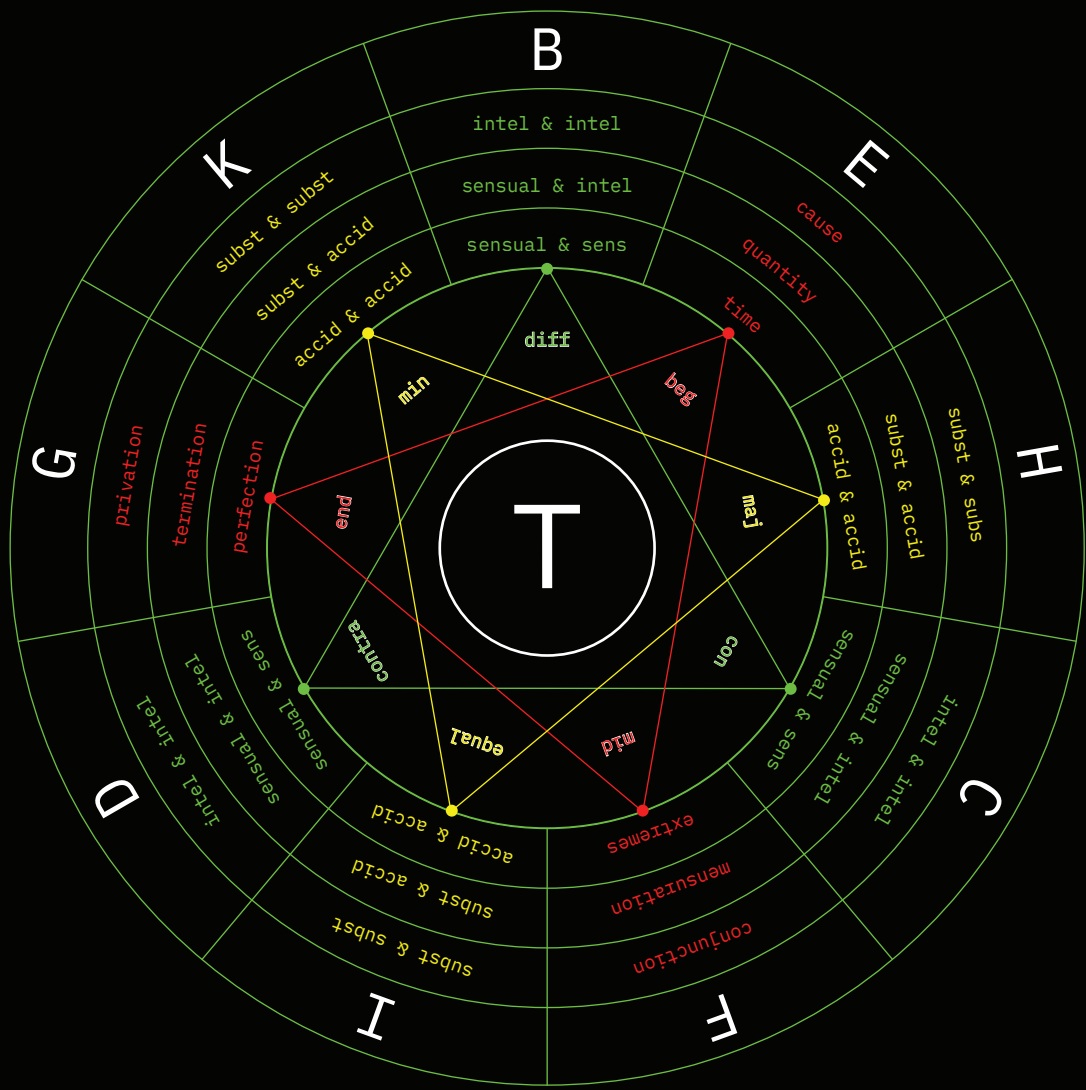 B
intel & intel
sensual & intel
sensual & sens
diff
E
cause
quantity
time
beg
H
subst & subs
subst & accid
accid & accid
maj
C
intel & intel
sensual & intel
sensual & sens
con
F
conjunction
mensuration
extremes
mid
I
subst & subst
subst & accid
accid & accid
equal
D
intel & intel
sensual & intel
sensual & sens
contra
G
privation
termination
perfection
end
K
subst & subst
subst & accid
accid & accid
min
T